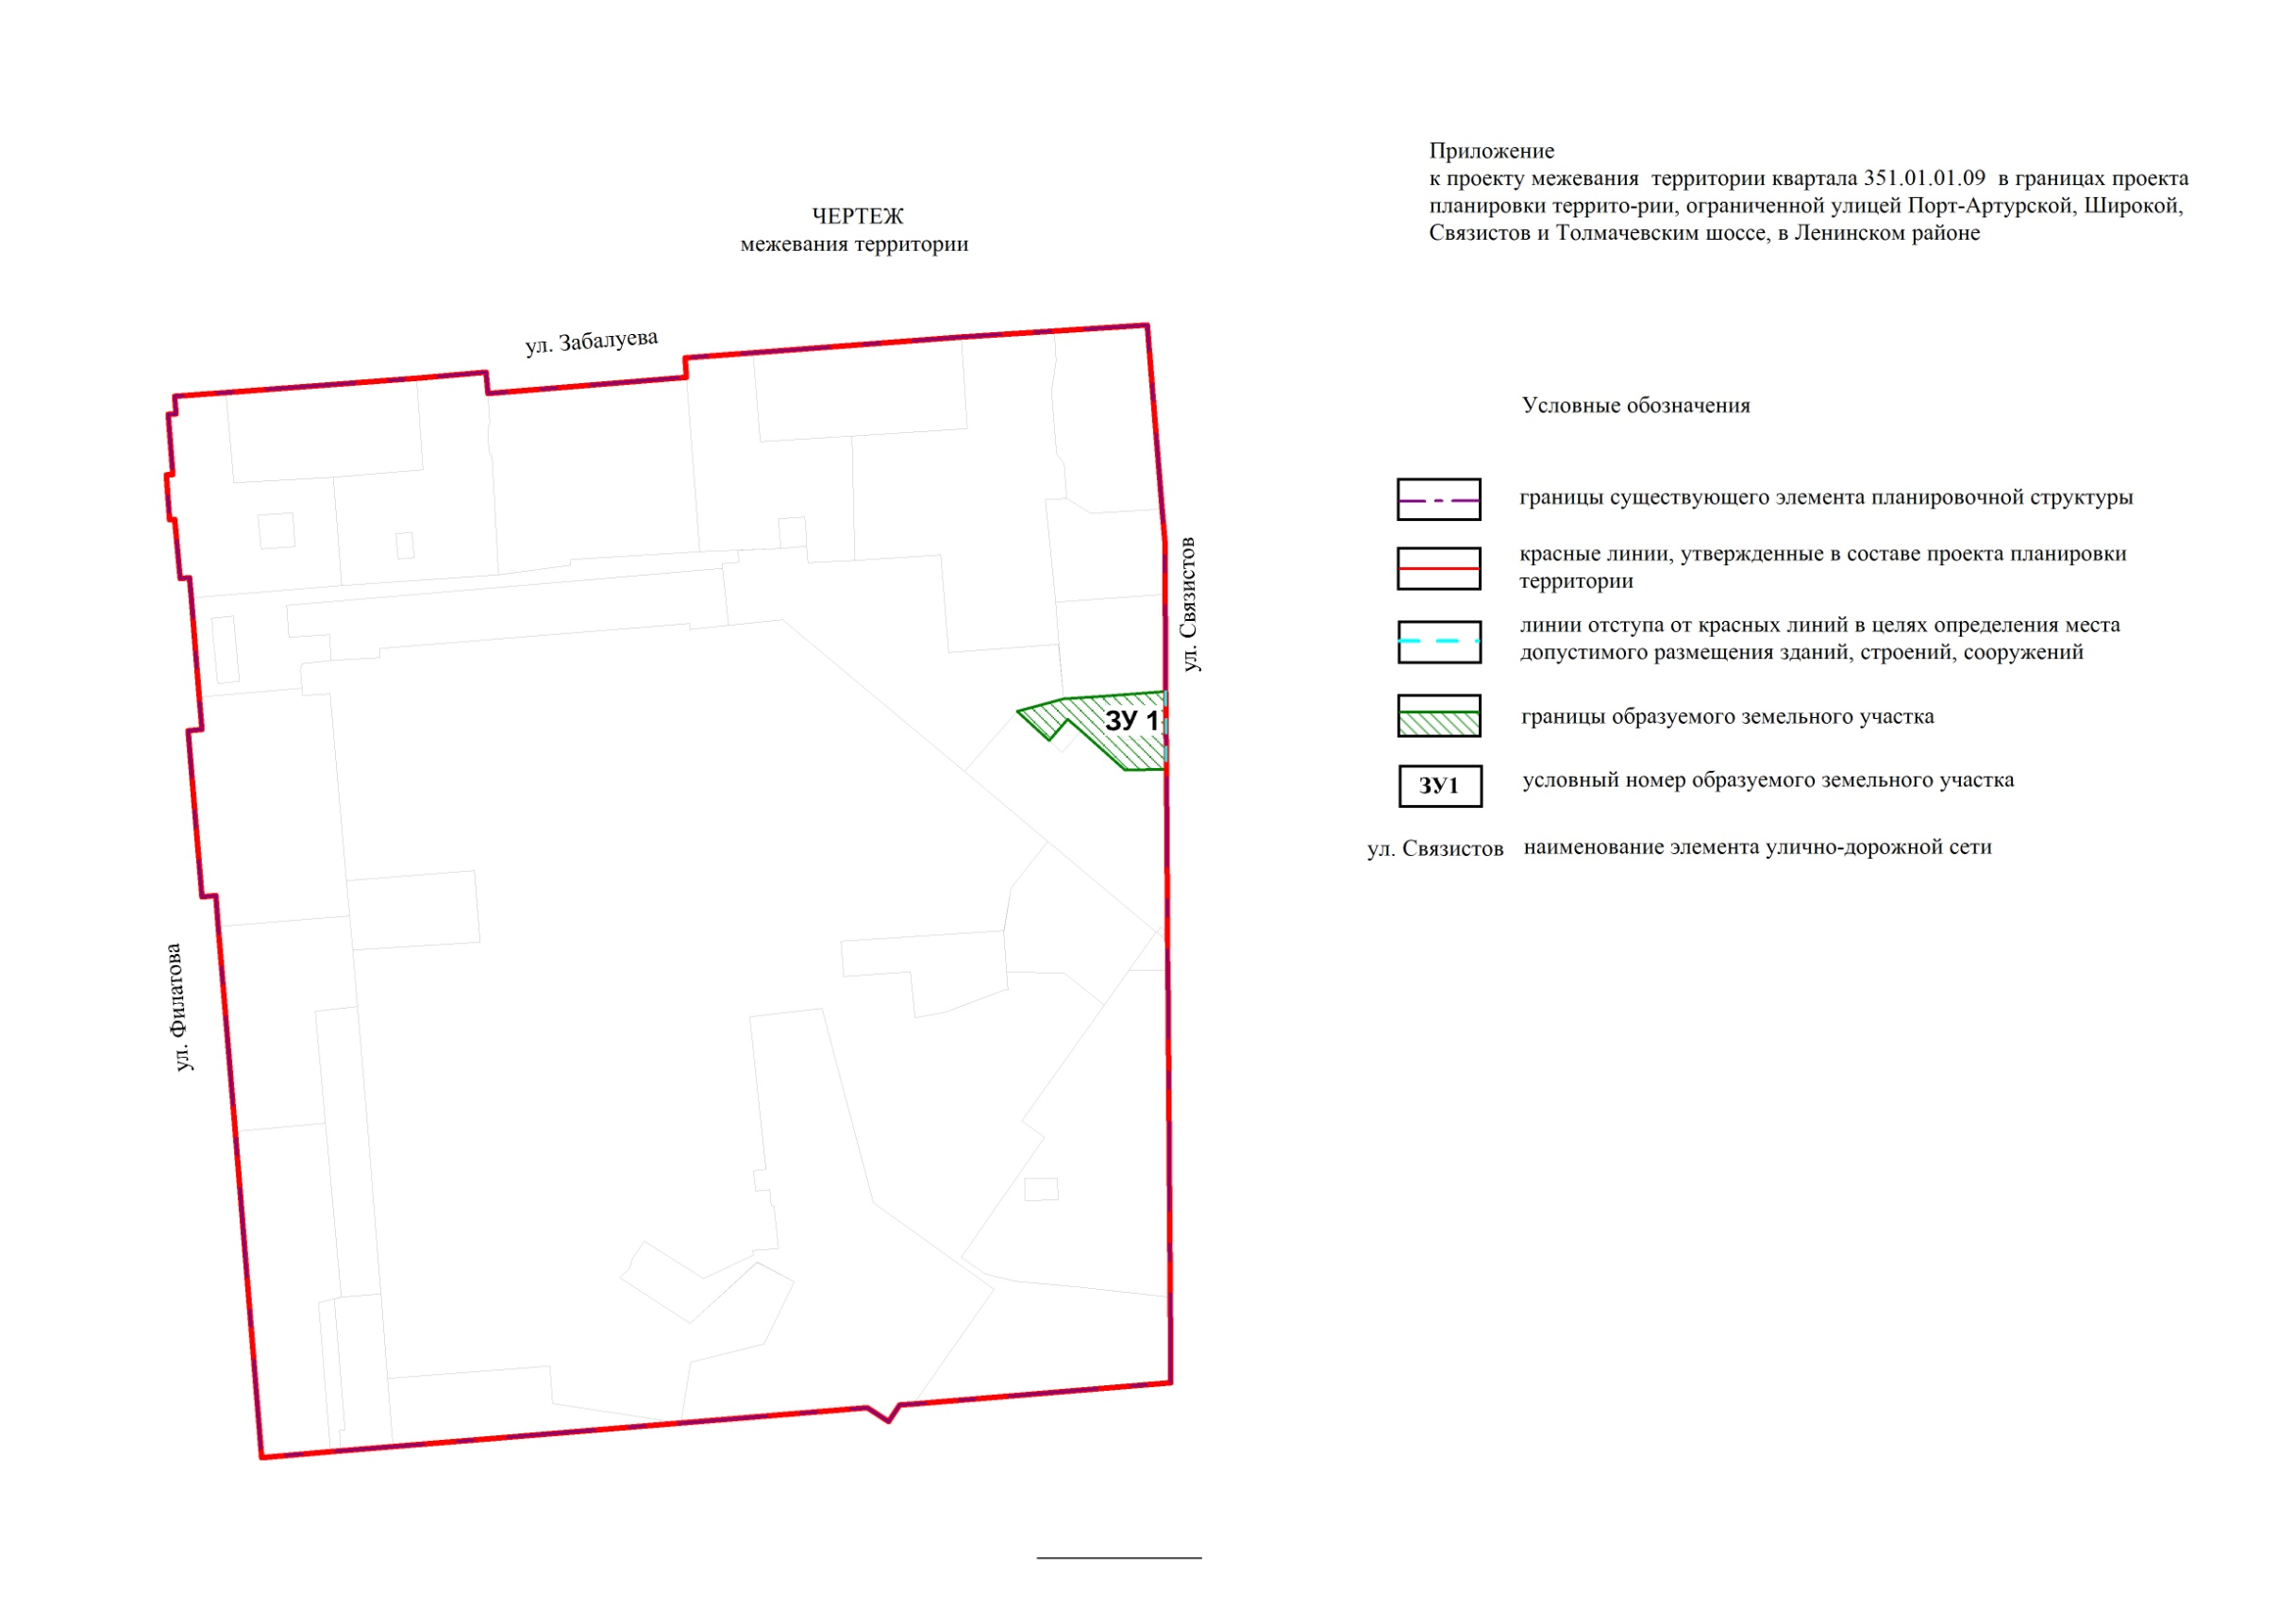 Приложение
к проекту межевания территории квартала 351.01.01.09 в границах проекта
планировки террито-рии, ограниченной улицей Порт-Артурской, Широкой,
Связистов и Толмачевским шоссе, в Ленинском районе
ЧЕРТЕЖ
межевания территории
ул. Забалуева
ул. Связистов
ЗУ 1
ул. Филатова
Условные обозначения
границы существующего элемента планировочной структуры
красные линии, утвержденные в составе проекта планировки
территории
линии отступа от красных линий в целях определения места
допустимого размещения зданий, строений, сооружений
границы образуемого земельного участка
ЗУ1 условный номер образуемого земельного участка
ул. Связистов наименование элемента улично-дорожной сети